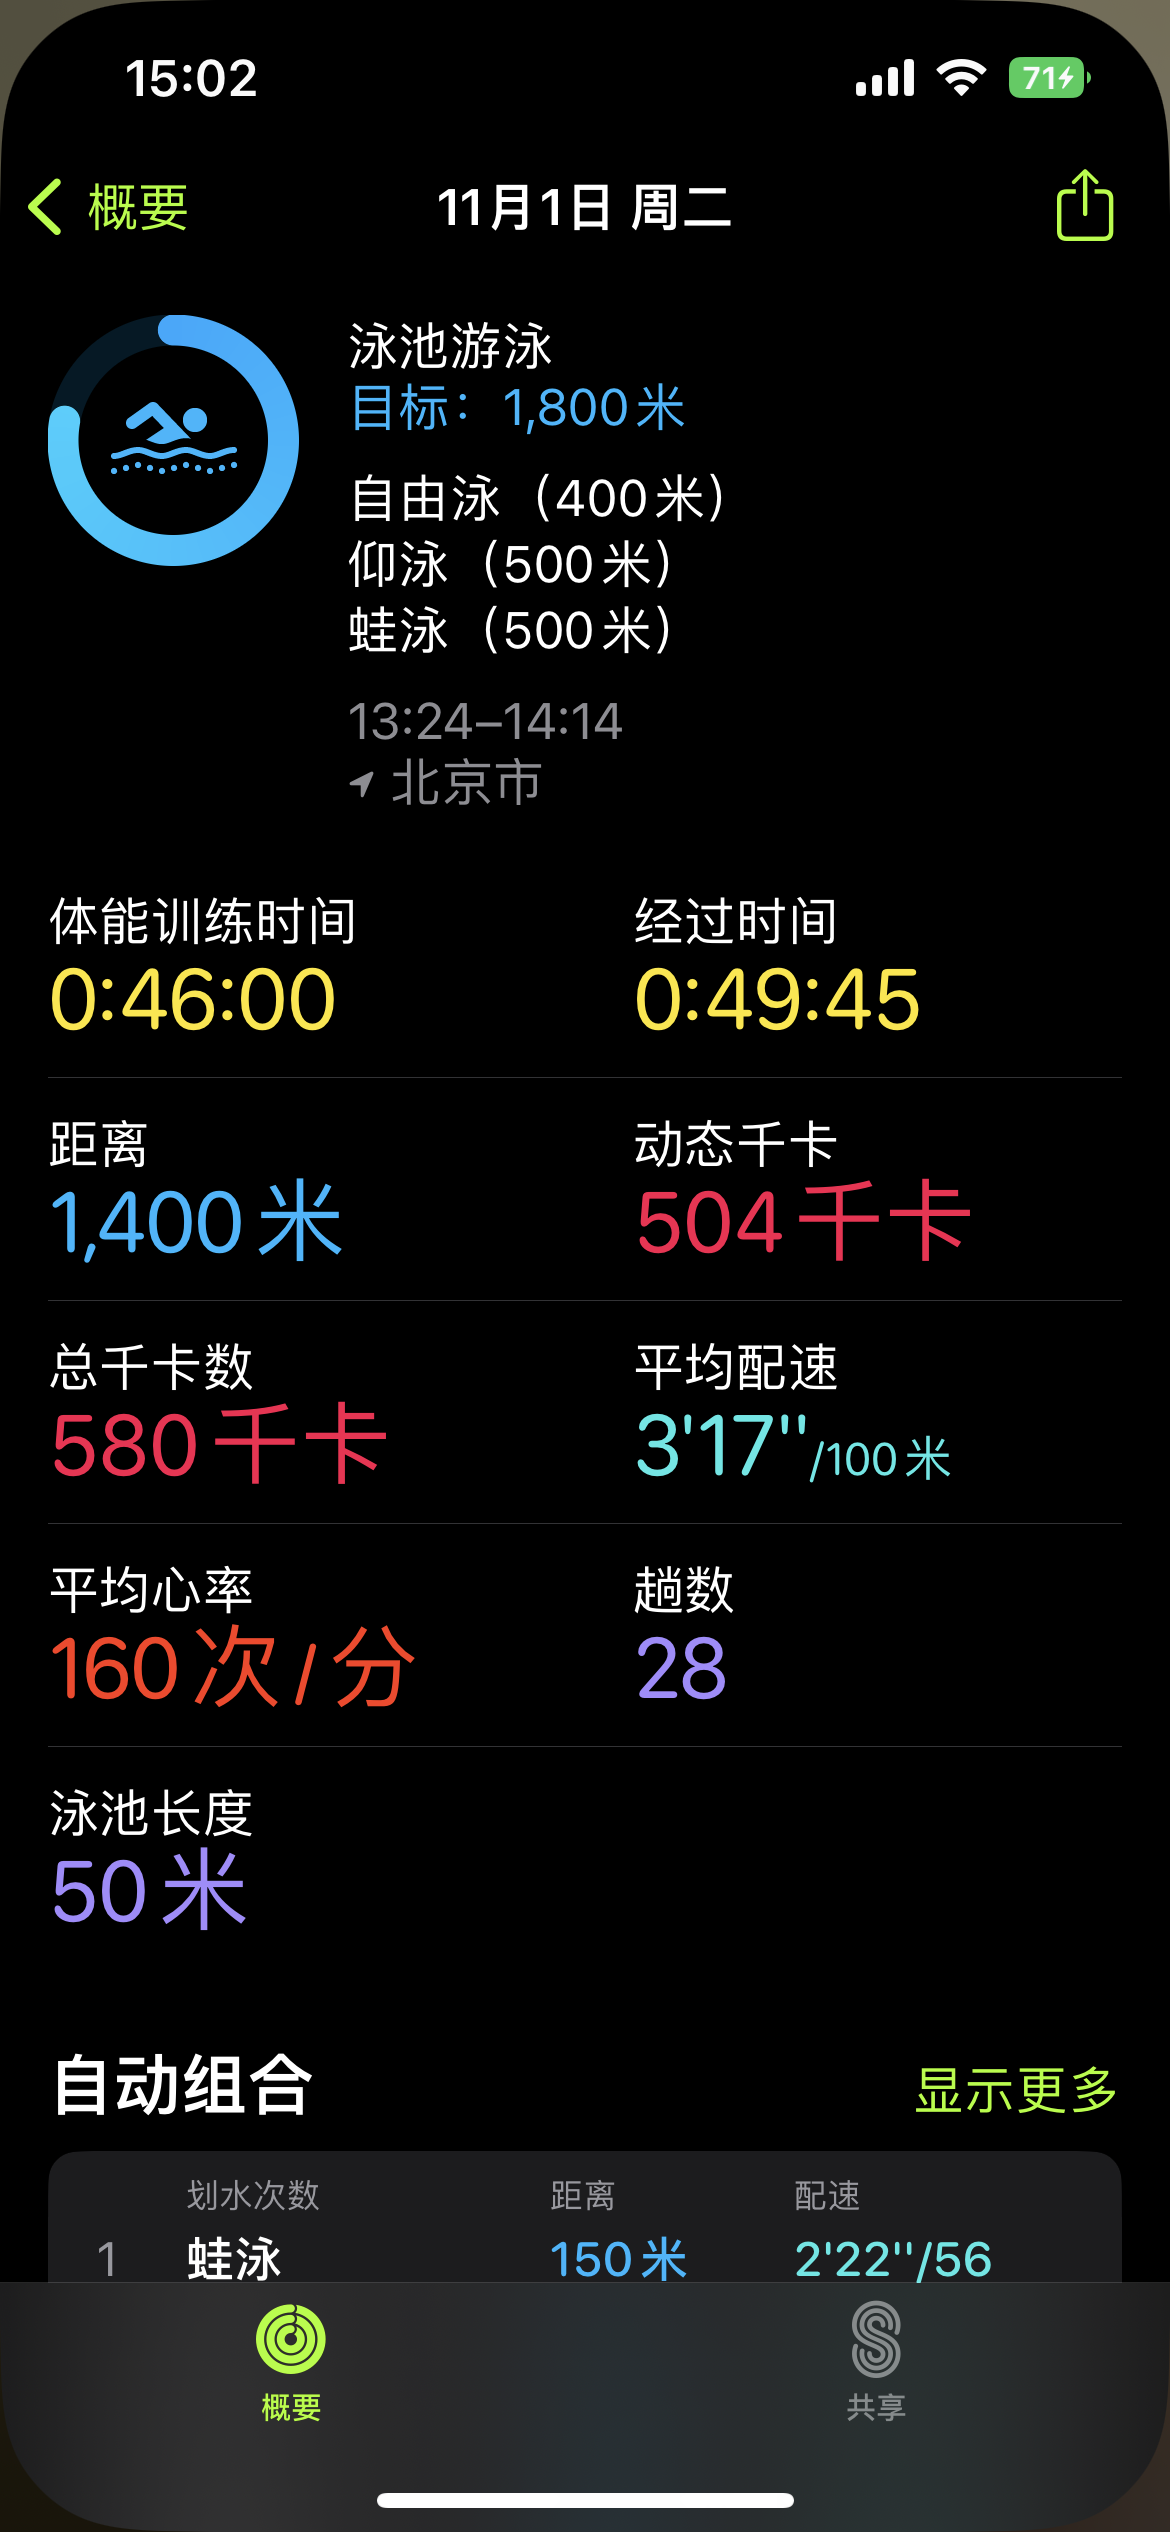 15:02
71
概要
11月1日 周二
泳池游泳
目标：1,800米
自由泳（400米）
仰泳（500米）
蛙泳（500米）
13:24–14:14
北京市
体能训练时间
经过时间
0:46:00
0:49:45
距离
动态千卡
1,400米
504千卡
总千卡数
平均配速
580千卡
3'17''/100米
平均心率
趟数
160次/分
28
泳池长度
50米
自动组合
显示更多
划水次数
距离
配速
1
蛙泳
150米
2'22''/56
概要
共享